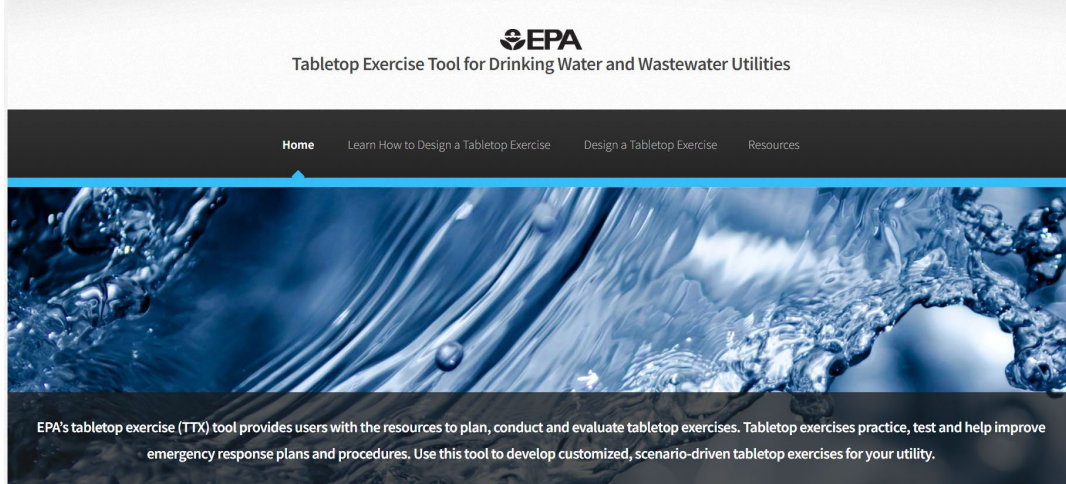 EPA
Tabletop Exercise Tool for Drinking Water and Wastewater Utilities
Home Learn How to Design a Tabletop Exercise Design a Tabletop Exercise Resources
EPA’s tabletop exercise (TTX) tool provides users with the resources to plan, conduct and evaluate tabletop exercises. Tabletop exercises practice, test and help improve
emergency response plans and procedures. Use this tool to develop customized, scenario-driven tabletop exercises for your utility.